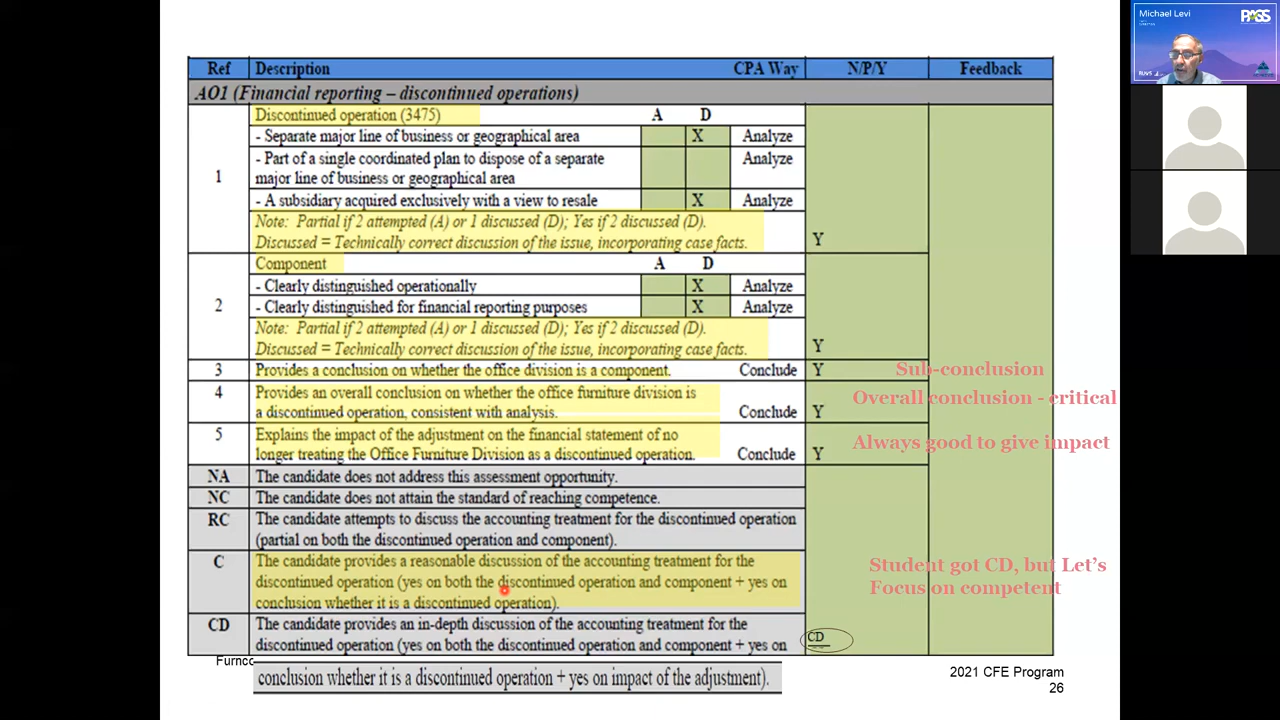 Ref Description CPA Way N/P/Y Feedback
AO1 (Financial reporting – discontinued operations)
Discontinued operation (3475) A D
- Separate major line of business or geographical area X Analyze
- Part of a single coordinated plan to dispose of a separate Analyze
1 major line of business or geographical area
- A subsidiary acquired exclusively with a view to resale X Analyze
Note: Partial if 2 attempted (A) or 1 discussed (D); Yes if 2 discussed (D).
Discussed = Technically correct discussion of the issue, incorporating case facts. Y
Component A D
- Clearly distinguished operationally X Analyze
2 - Clearly distinguished for financial reporting purposes X Analyze
Note: Partial if 2 attempted (A) or 1 discussed (D); Yes if 2 discussed (D).
Discussed = Technically correct discussion of the issue, incorporating case facts. Y
3 Provides a conclusion on whether the office division is a component. Conclude Y Sub-conclusion
4 Provides an overall conclusion on whether the office furniture division is Overall conclusion - critical
a discontinued operation, consistent with analysis. Conclude Y
5 Explains the impact of the adjustment on the financial statement of no Always good to give impact
longer treating the Office Furniture Division as a discontinued operation. Conclude Y
NA The candidate does not address this assessment opportunity.
NC The candidate does not attain the standard of reaching competence.
RC The candidate attempts to discuss the accounting treatment for the discontinued operation
(partial on both the discontinued operation and component).
C The candidate provides a reasonable discussion of the accounting treatment for the Student got CD, but Let's
discontinued operation (yes on both the discontinued operation and component + yes on Focus on competent
conclusion whether it is a discontinued operation).
CD The candidate provides an in-depth discussion of the accounting treatment for the CD
discontinued operation (yes on both the discontinued operation and component + yes on
conclusion whether it is a discontinued operation + yes on impact of the adjustment).
Furnco
2021 CFE Program
26
Michael Levi
PASS